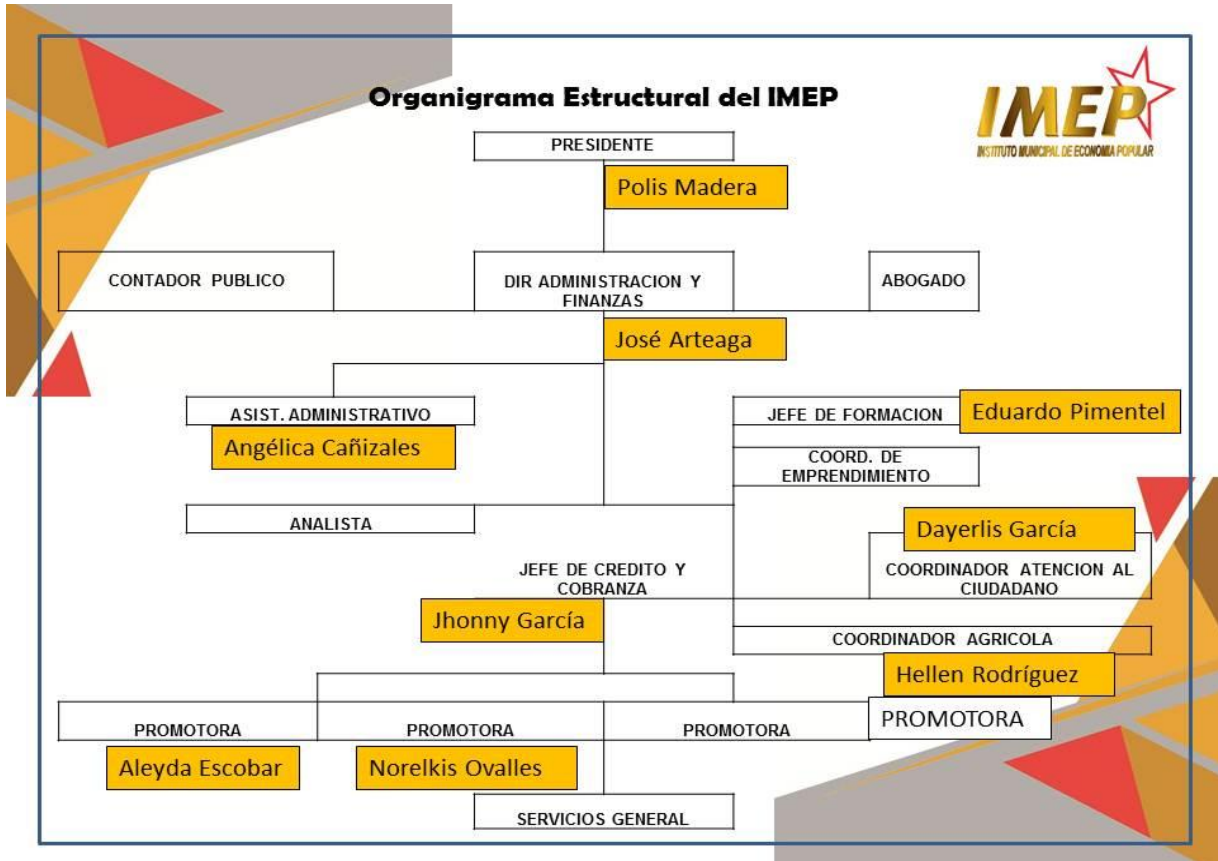 Organigrama Estructural del IMEP
IMEP
INSTITUTO MUNICIPAL DE ECONOMIA POPULAR
PRESIDENTE
Polis Madera
CONTADOR PUBLICO
DIR ADMINISTRACION Y
FINANZAS
ABOGADO
José Arteaga
ASIST. ADMINISTRATIVO
Angélica Cañizales
JEFE DE FORMACION
Eduardo Pimentel
COORD. DE
EMPRENDIMIENTO
ANALISTA
Dayerlis García
JEFE DE CREDITO Y
COBRANZA
COORDINADOR ATENCION AL
CIUDADANO
Jhonny García
COORDINADOR AGRICOLA
Hellen Rodríguez
PROMOTORA
PROMOTORA
PROMOTORA
PROMOTORA
Aleyda Escobar
Norelkis Ovalles
SERVICIOS GENERAL